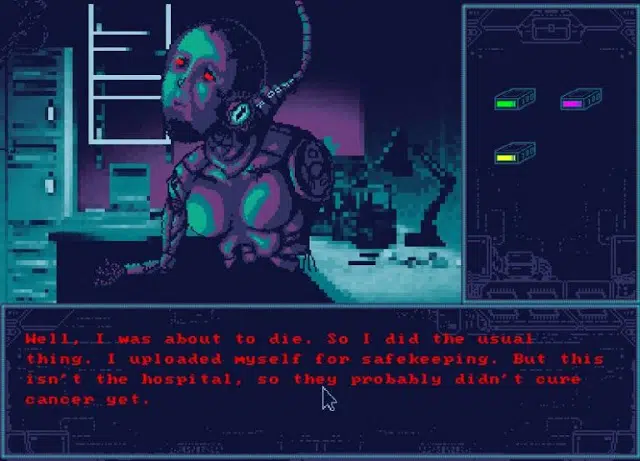 Well, I was about to die. So I did the usual
thing. I uploaded myself for safekeeping. But this
isn't the hospital, so they probably didn't cure
cancer yet.